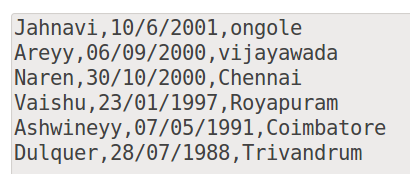 Jahnavi,10/6/2001,ongole
Areyy,06/09/2000,vijayawada
Naren,30/10/2000,Chennai
Vaishu,23/01/1997,Royapuram
Ashwineyy,07/05/1991,Coimbatore
Dulquer,28/07/1988,Trivandrum